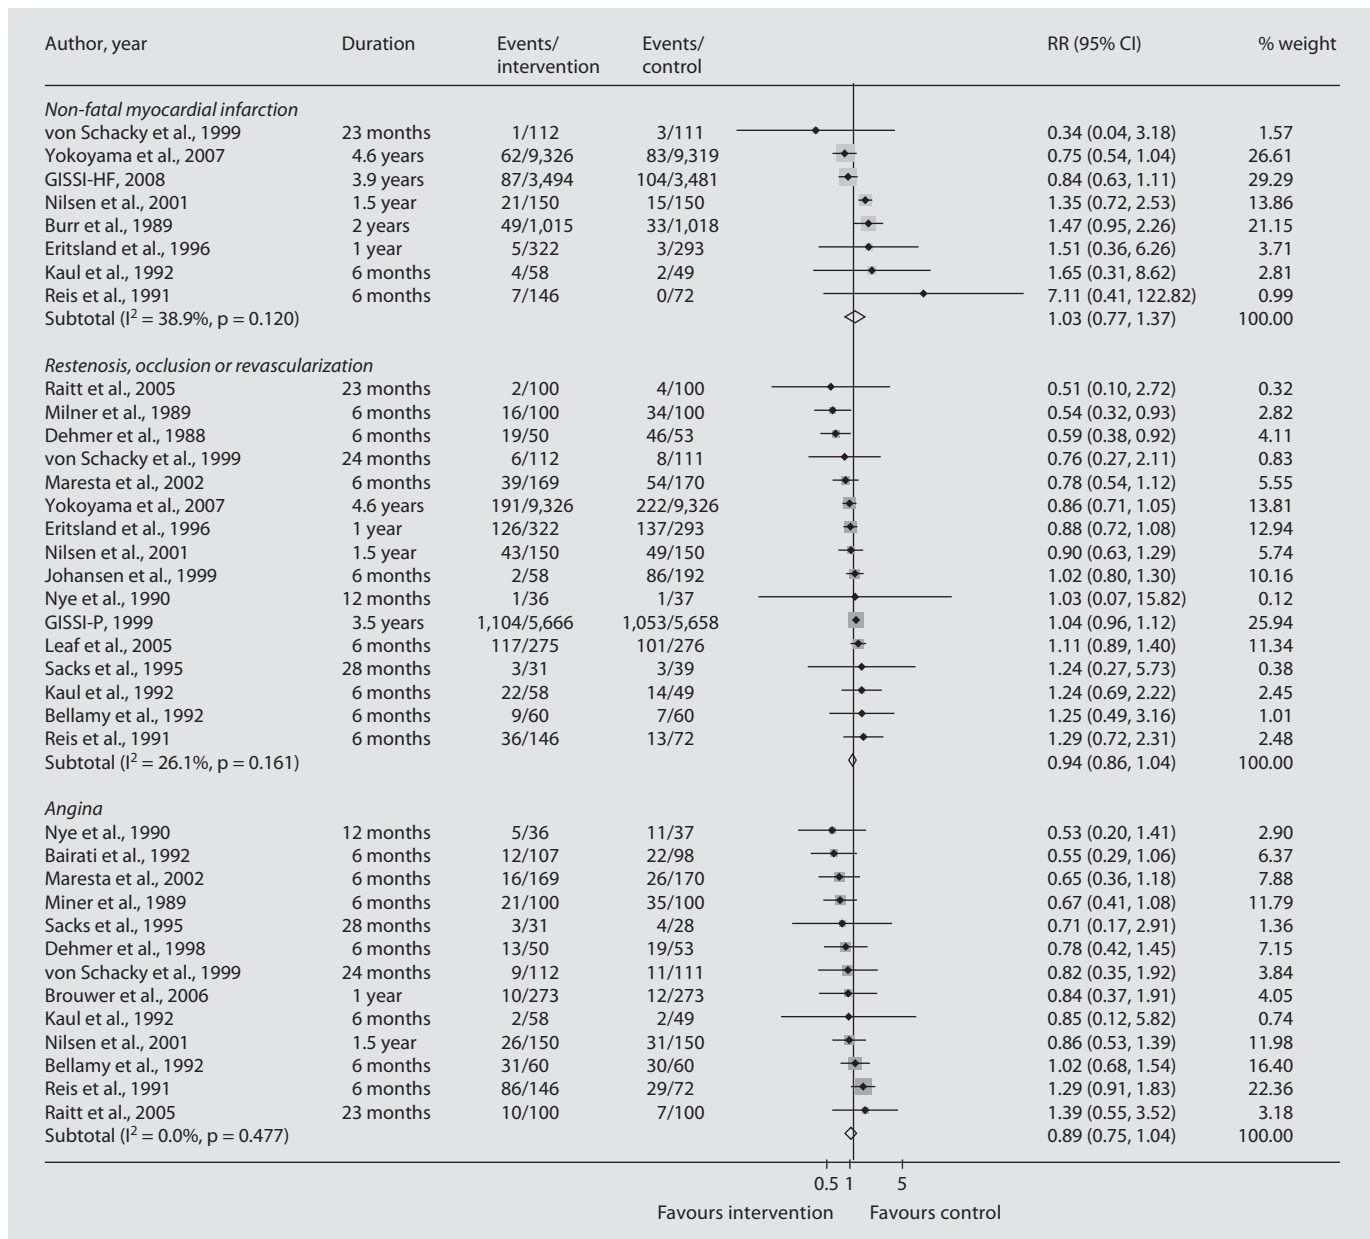 Author, year Duration Events/ intervention Events/ control RR (95% CI) % weight
Non-fatal myocardial infarction
von Schacky et al., 1999 23 months 1/112 3/111 0.34 (0.04, 3.18) 1.57
Yokoyama et al., 2007 4.6 years 62/9,326 83/9,319 0.75 (0.54, 1.04) 26.61
GISSI-HF, 2008 3.9 years 87/3,494 104/3,481 0.84 (0.63, 1.11) 29.29
Nilsen et al., 2001 1.5 year 21/150 15/150 1.35 (0.72, 2.53) 13.86
Burr et al., 1989 2 years 49/1,015 33/1,018 1.47 (0.95, 2.26) 21.15
Eritsland et al., 1996 1 year 5/322 3/293 1.51 (0.36, 6.26) 3.71
Kaul et al., 1992 6 months 4/58 2/49 1.65 (0.31, 8.62) 2.81
Reis et al., 1991 6 months 7/146 0/72 7.11 (0.41, 122.82) 0.99
Subtotal (I² = 38.9%, p = 0.120) 1.03 (0.77, 1.37) 100.00
Restenosis, occlusion or revascularization
Raitt et al., 2005 23 months 2/100 4/100 0.51 (0.10, 2.72) 0.32
Milner et al., 1989 6 months 16/100 34/100 0.54 (0.32, 0.93) 2.82
Dehmer et al., 1988 6 months 19/50 46/53 0.59 (0.38, 0.92) 4.11
von Schacky et al., 1999 24 months 6/112 8/111 0.76 (0.27, 2.11) 0.83
Maresta et al., 2002 6 months 39/169 54/170 0.78 (0.54, 1.12) 5.55
Yokoyama et al., 2007 4.6 years 191/9,326 222/9,326 0.86 (0.71, 1.05) 13.81
Eritsland et al., 1996 1 year 126/322 137/293 0.88 (0.72, 1.08) 12.94
Nilsen et al., 2001 1.5 year 43/150 49/150 0.90 (0.63, 1.29) 5.74
Johansen et al., 1999 6 months 2/58 86/192 1.02 (0.80, 1.30) 10.16
Nye et al., 1990 12 months 1/36 1/37 1.03 (0.07, 15.82) 0.12
GISSI-P, 1999 3.5 years 1,104/5,666 1,053/5,658 1.04 (0.96, 1.12) 25.94
Leaf et al., 2005 6 months 117/275 101/276 1.11 (0.89, 1.40) 11.34
Sacks et al., 1995 28 months 3/31 3/39 1.24 (0.27, 5.73) 0.38
Kaul et al., 1992 6 months 22/58 14/49 1.24 (0.69, 2.22) 2.45
Bellamy et al., 1992 6 months 9/60 7/60 1.25 (0.49, 3.16) 1.01
Reis et al., 1991 6 months 36/146 13/72 1.29 (0.72, 2.31) 2.48
Subtotal (I² = 26.1%, p = 0.161) 0.94 (0.86, 1.04) 100.00
Angina
Nye et al., 1990 12 months 5/36 11/37 0.53 (0.20, 1.41) 2.90
Bairati et al., 1992 6 months 12/107 22/98 0.55 (0.29, 1.06) 6.37
Maresta et al., 2002 6 months 16/169 26/170 0.65 (0.36, 1.18) 7.88
Miner et al., 1989 6 months 21/100 35/100 0.67 (0.41, 1.08) 11.79
Sacks et al., 1995 28 months 3/31 4/28 0.71 (0.17, 2.91) 1.36
Dehmer et al., 1998 6 months 13/50 19/53 0.78 (0.42, 1.45) 7.15
von Schacky et al., 1999 24 months 9/112 11/111 0.82 (0.35, 1.92) 3.84
Brouwer et al., 2006 1 year 10/273 12/273 0.84 (0.37, 1.91) 4.05
Kaul et al., 1992 6 months 2/58 2/49 0.85 (0.12, 5.82) 0.74
Nilsen et al., 2001 1.5 year 26/150 31/150 0.86 (0.53, 1.39) 11.98
Bellamy et al., 1992 6 months 31/60 30/60 1.02 (0.68, 1.54) 16.40
Reis et al., 1991 6 months 86/146 29/72 1.29 (0.91, 1.83) 22.36
Raitt et al., 2005 23 months 10/100 7/100 1.39 (0.55, 3.52) 3.18
Subtotal (I² = 0.0%, p = 0.477) 0.89 (0.75, 1.04) 100.00
0.5 1 5
Favours intervention Favours control